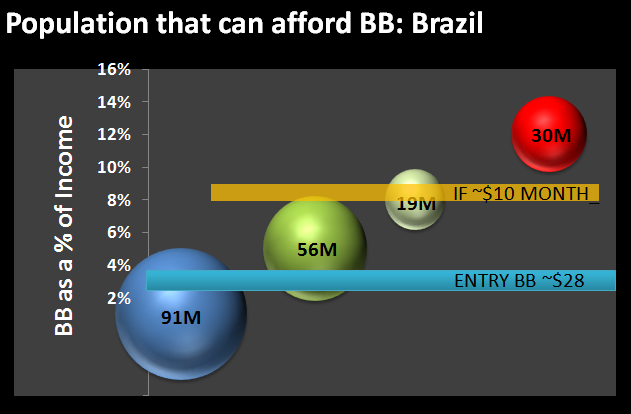 Population that can afford BB: Brazil
BB as a % of Income
16%
14%
12%
10%
8%
6%
4%
2%
30M
IF ~$10 MONTH_
19M
56M
ENTRY BB ~$28
91M